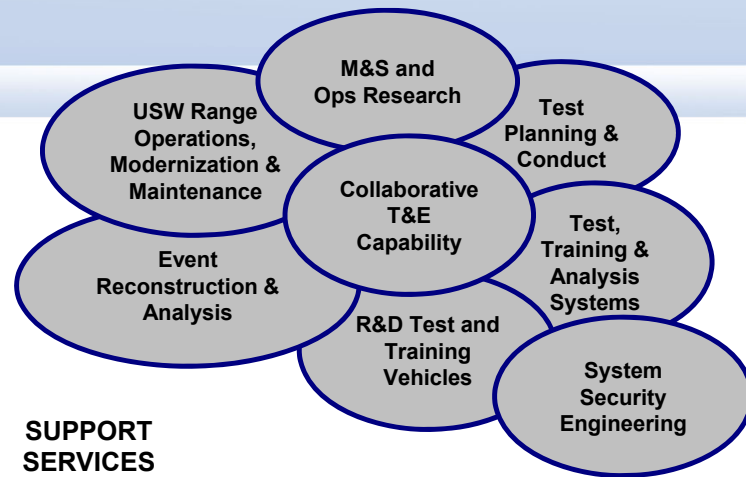 M&S and
Ops Research
USW Range
Operations,
Modernization &
Maintenance
Test
Planning &
Conduct
Collaborative
T&E
Capability
Event
Reconstruction &
Analysis
Test,
Training &
Analysis
Systems
R&D Test and
Training
Vehicles
System
Security
Engineering
SUPPORT
SERVICES